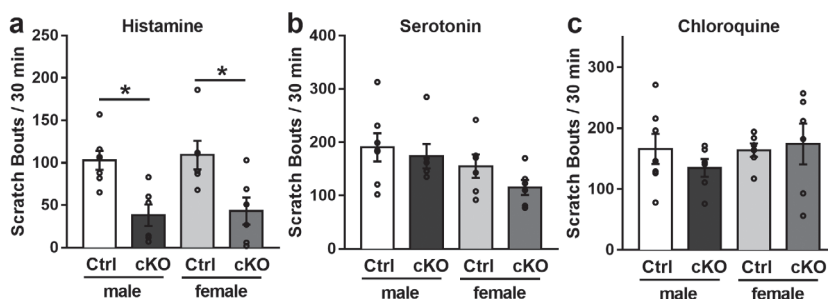 a
Histamine
Scratch Bouts / 30 min
250
200
150
100
50
0
*
*
Ctrl cKO Ctrl cKO
male female
b
Serotonin
Scratch Bouts / 30 min
400
300
200
100
0
Ctrl cKO Ctrl cKO
male female
c
Chloroquine
Scratch Bouts / 30 min
300
200
100
0
Ctrl cKO Ctrl cKO
male female